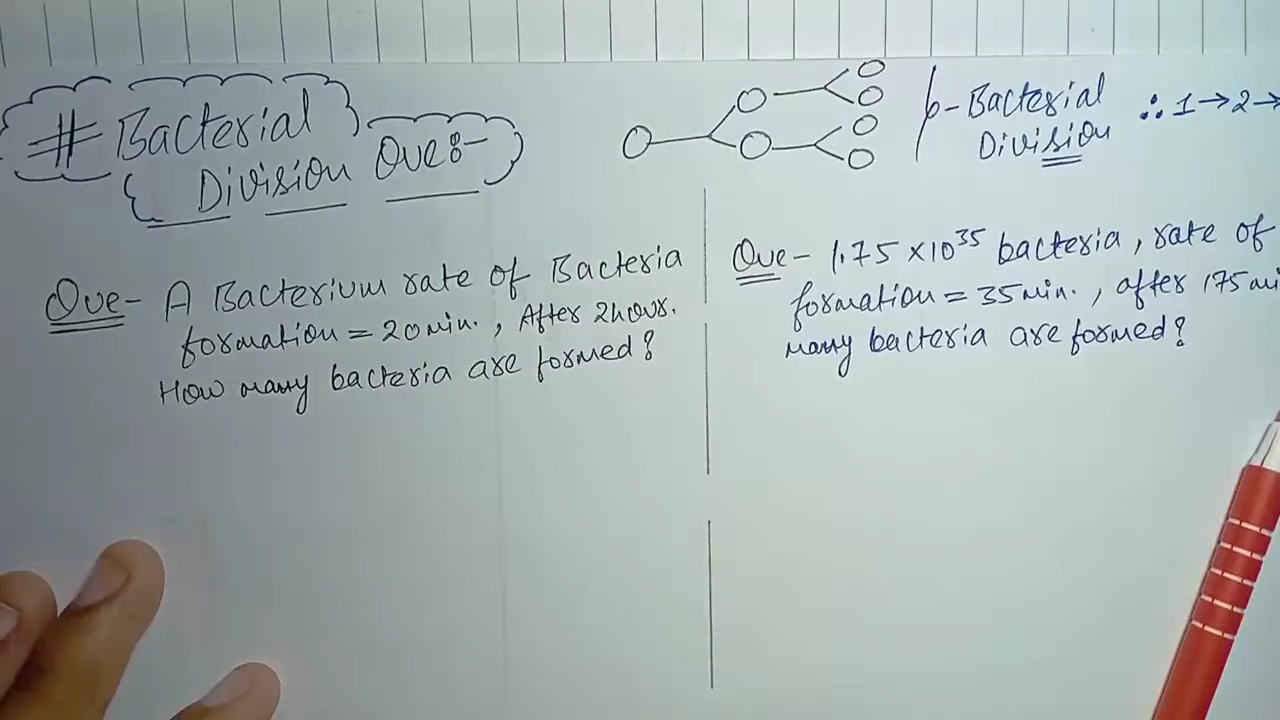 # Bacterial
Division Que:-
b-Bacterial
Division
∴ 1→2→
Que- A Bacterium rate of Bacteria
formation = 20 min., After 2 hour.
How many bacteria are formed?
Que- 1.75 × 10³⁵ bacteria, rate of
formation = 35 min., after 175 mi
many bacteria are formed?